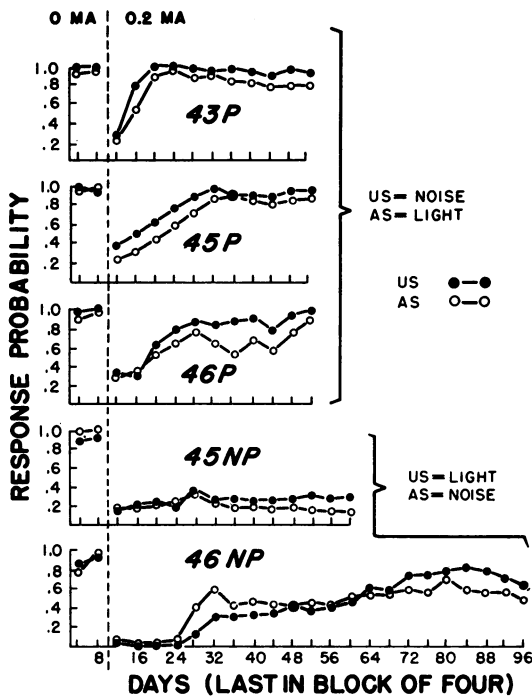 0 MA 0.2 MA
1.0
.8
.6
.4
.2
43P
1.0
.8
.6
.4
.2
45P
US = NOISE
AS = LIGHT
US
AS
1.0
.8
.6
.4
.2
46P
1.0
.8
.6
.4
.2
45NP
US = LIGHT
AS = NOISE
1.0
.8
.6
.4
.2
46NP
8 16 24 32 40 48 56 64 72 80 88 96
DAYS (LAST IN BLOCK OF FOUR)
RESPONSE PROBABILITY